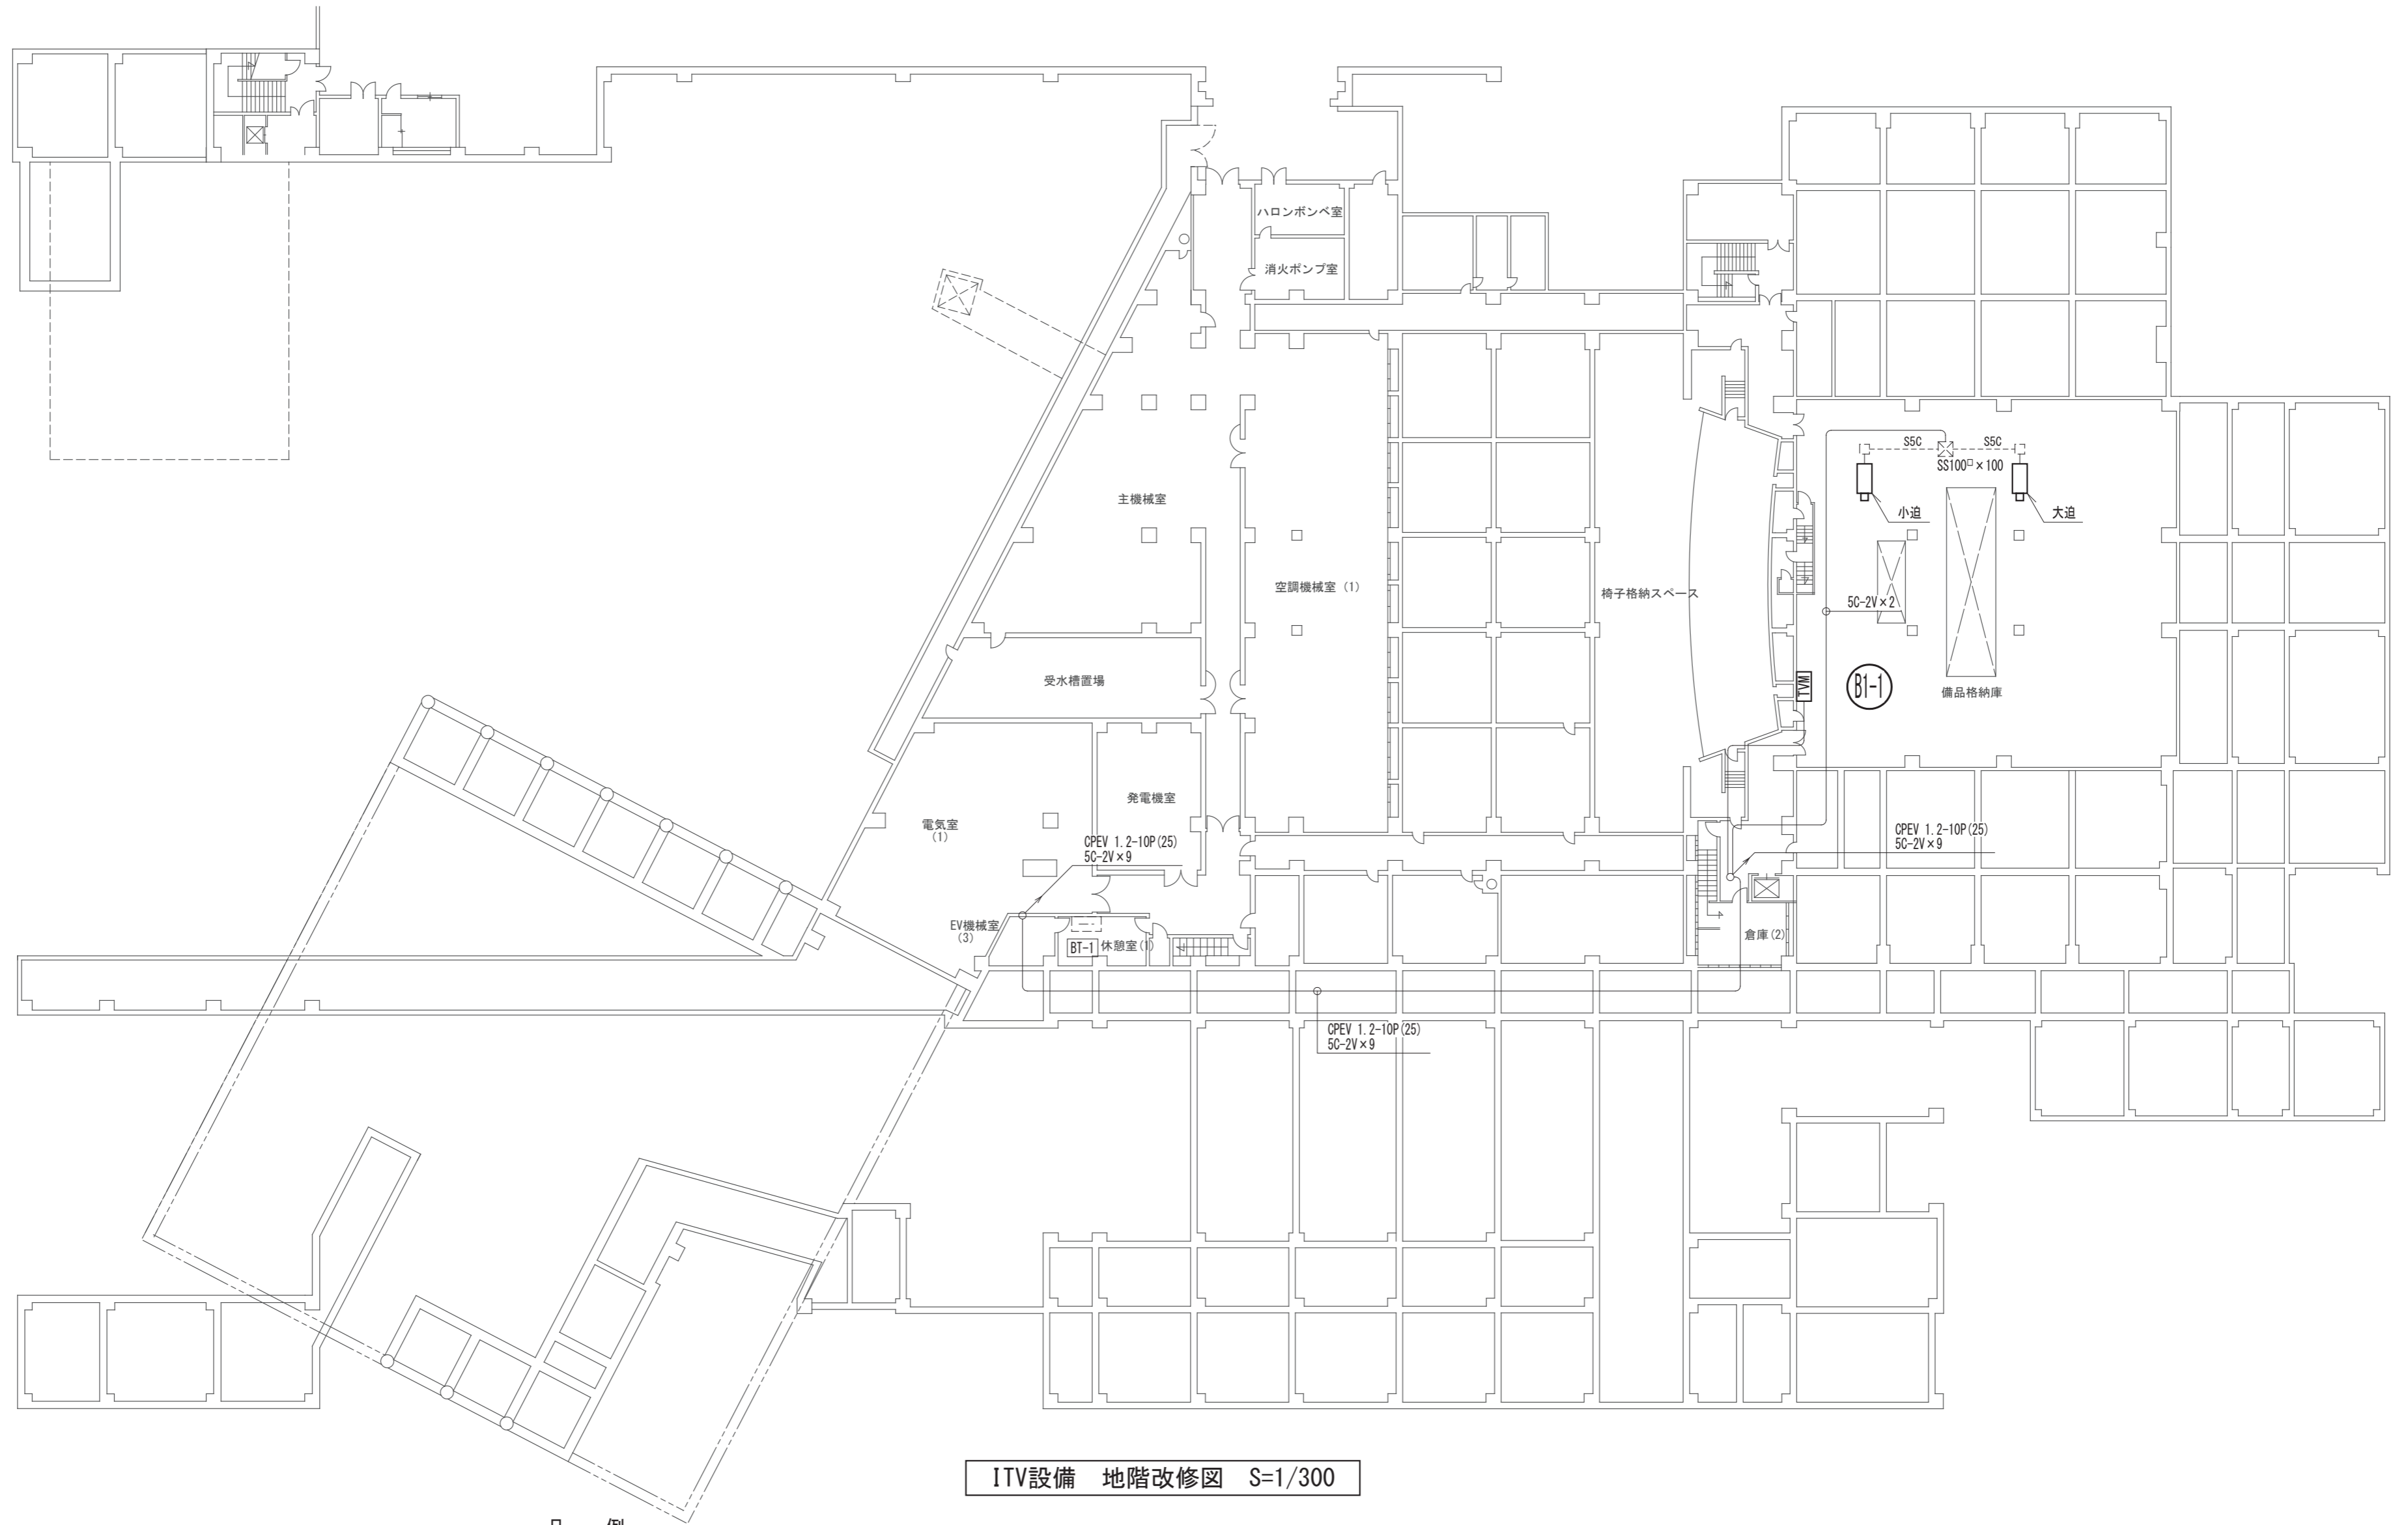 ハロンボンベ室
消火ポンプ室
S5C
S5C
SS100□×100
主機械室
小迫
大迫
空調機械室 (1)
椅子格納スペース
5C-2V×2
受水槽置場
TVM
B1-1
備品格納庫
発電機室
電気室
(1)
CPEV 1.2-10P(25)
5C-2V×9
CPEV 1.2-10P(25)
5C-2V×9
EV機械室
(3)
BT-1
休憩室(1)
倉庫(2)
CPEV 1.2-10P(25)
5C-2V×9
ITV設備 地階改修図 S=1/300